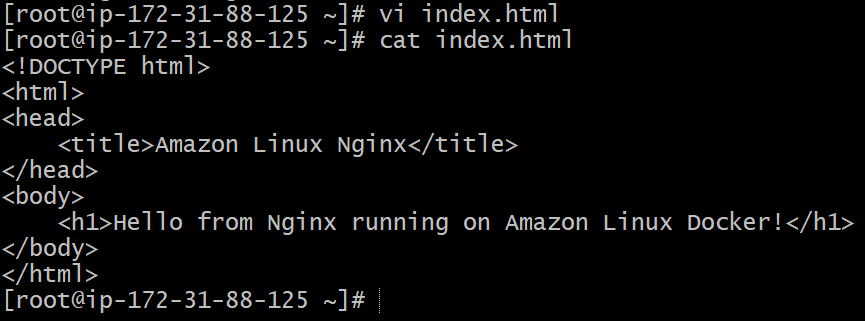 [root@ip-172-31-88-125 ~]# vi index.html
[root@ip-172-31-88-125 ~]# cat index.html
<!DOCTYPE html>
<html>
<head>
    <title>Amazon Linux Nginx</title>
</head>
<body>
    <h1>Hello from Nginx running on Amazon Linux Docker!</h1>
</body>
</html>
[root@ip-172-31-88-125 ~]#